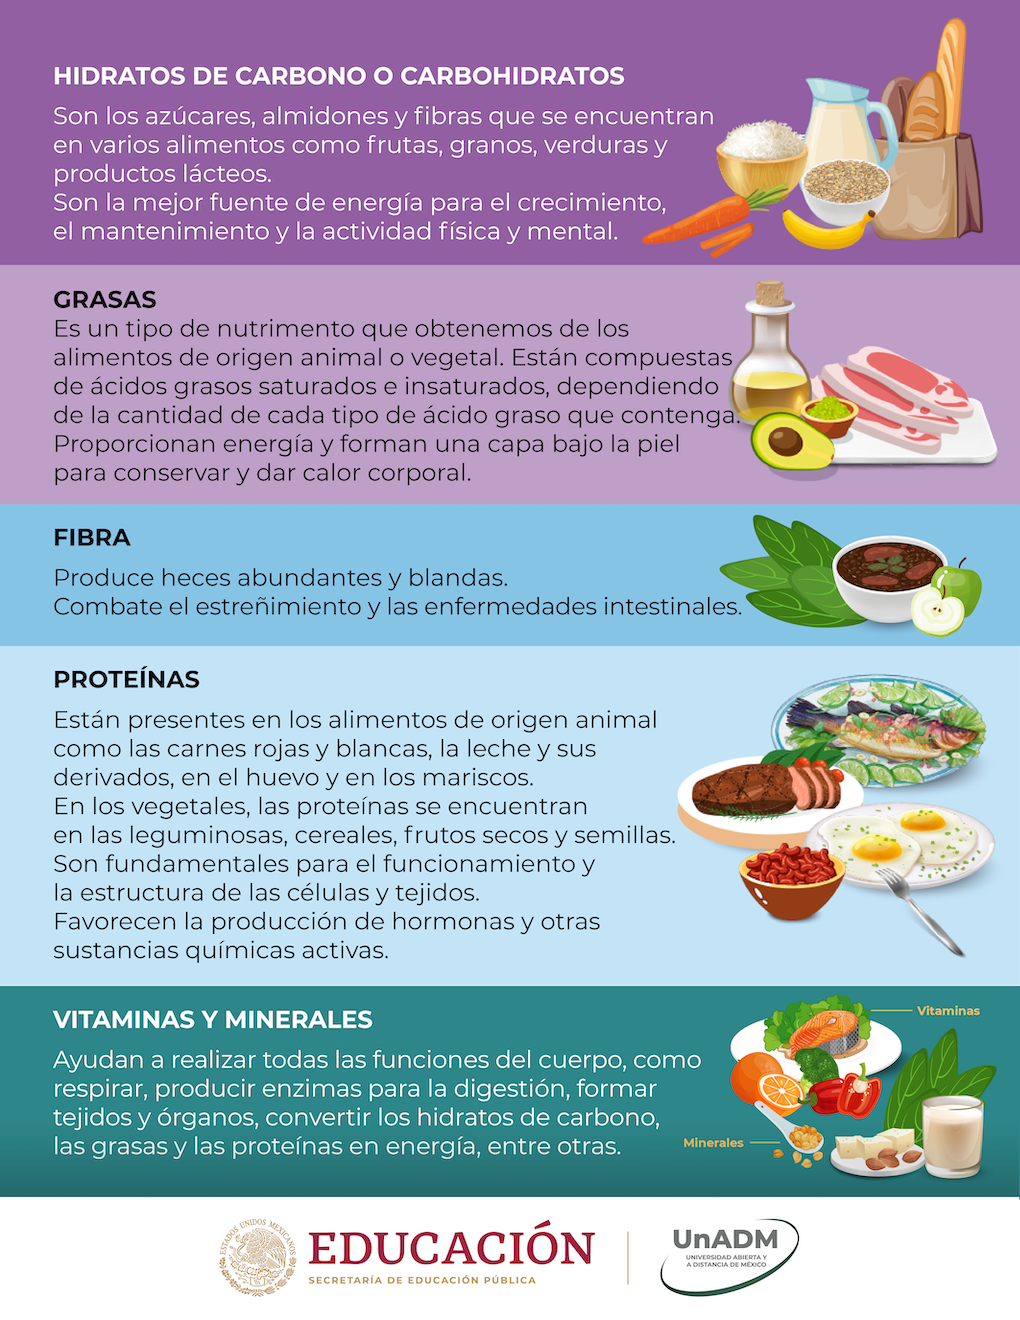 HIDRATOS DE CARBONO O CARBOHIDRATOS
Son los azúcares, almidones y fibras que se encuentran
en varios alimentos como frutas, granos, verduras y
productos lácteos.
Son la mejor fuente de energía para el crecimiento,
el mantenimiento y la actividad física y mental.
GRASAS
Es un tipo de nutrimento que obtenemos de los
alimentos de origen animal o vegetal. Están compuestas
de ácidos grasos saturados e insaturados, dependiendo
de la cantidad de cada tipo de ácido graso que contenga.
Proporcionan energía y forman una capa bajo la piel
para conservar y dar calor corporal.
FIBRA
Produce heces abundantes y blandas.
Combate el estreñimiento y las enfermedades intestinales.
PROTEÍNAS
Están presentes en los alimentos de origen animal
como las carnes rojas y blancas, la leche y sus
derivados, en el huevo y en los mariscos.
En los vegetales, las proteínas se encuentran
en las leguminosas, cereales, frutos secos y semillas.
Son fundamentales para el funcionamiento y
la estructura de las células y tejidos.
Favorecen la producción de hormonas y otras
sustancias químicas activas.
VITAMINAS Y MINERALES
Ayudan a realizar todas las funciones del cuerpo, como
respirar, producir enzimas para la digestión, formar
tejidos y órganos, convertir los hidratos de carbono,
las grasas y las proteínas en energía, entre otras.
Vitaminas
Minerales
ESTADOS UNIDOS MEXICANOS
EDUCACIÓN
SECRETARÍA DE EDUCACIÓN PÚBLICA
UnADM
UNIVERSIDAD ABIERTA Y
A DISTANCIA DE MÉXICO